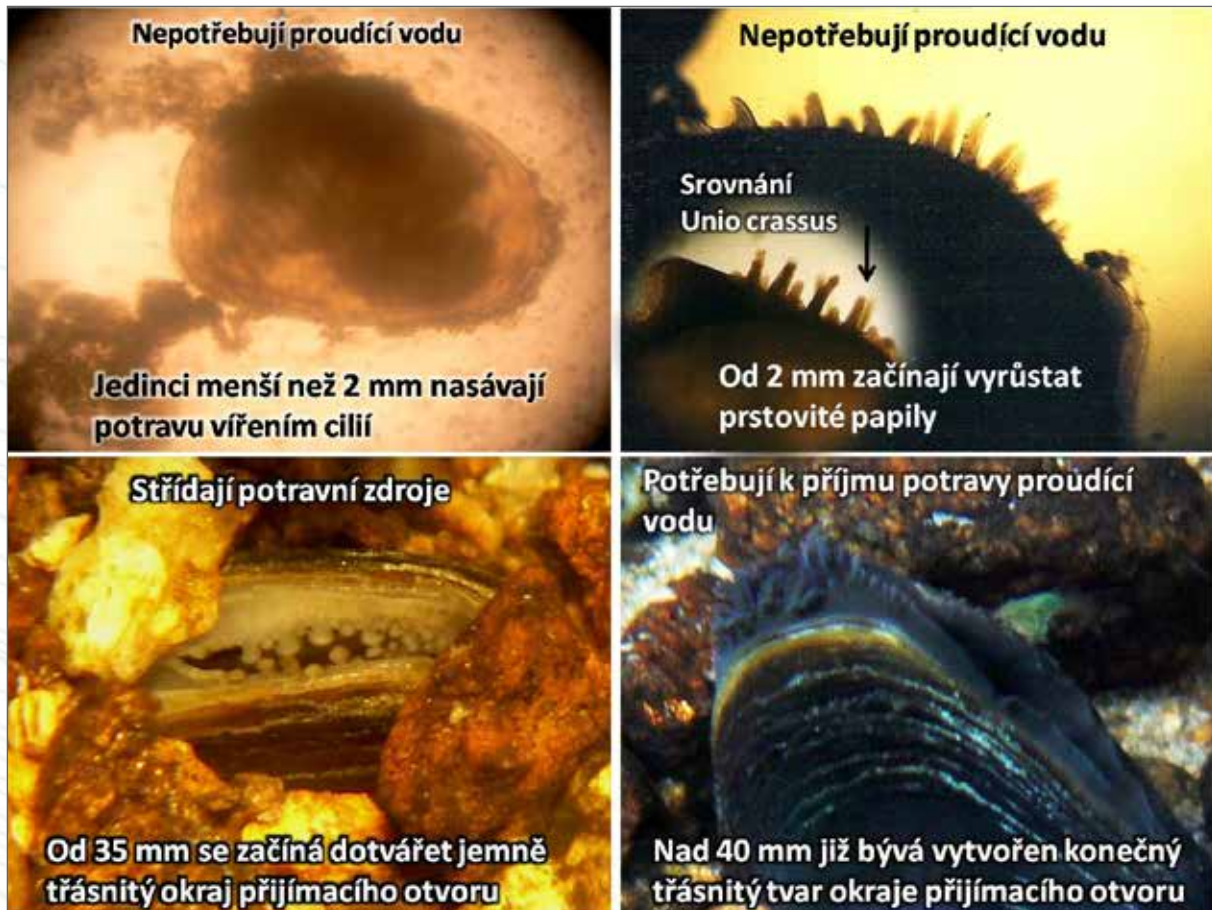 Nepotřebují proudící vodu
Jedinci menší než 2 mm nasávají
potravu vířením cilií
Nepotřebují proudící vodu
Srovnání
Unio crassus
Od 2 mm začínají vyrůstat
prstovité papily
Střídají potravní zdroje
Od 35 mm se začíná dotvářet jemně
třásnitý okraj přijímacího otvoru
Potřebují k příjmu potravy proudící
vodu
Nad 40 mm již bývá vytvořen konečný
třásnitý tvar okraje přijímacího otvoru